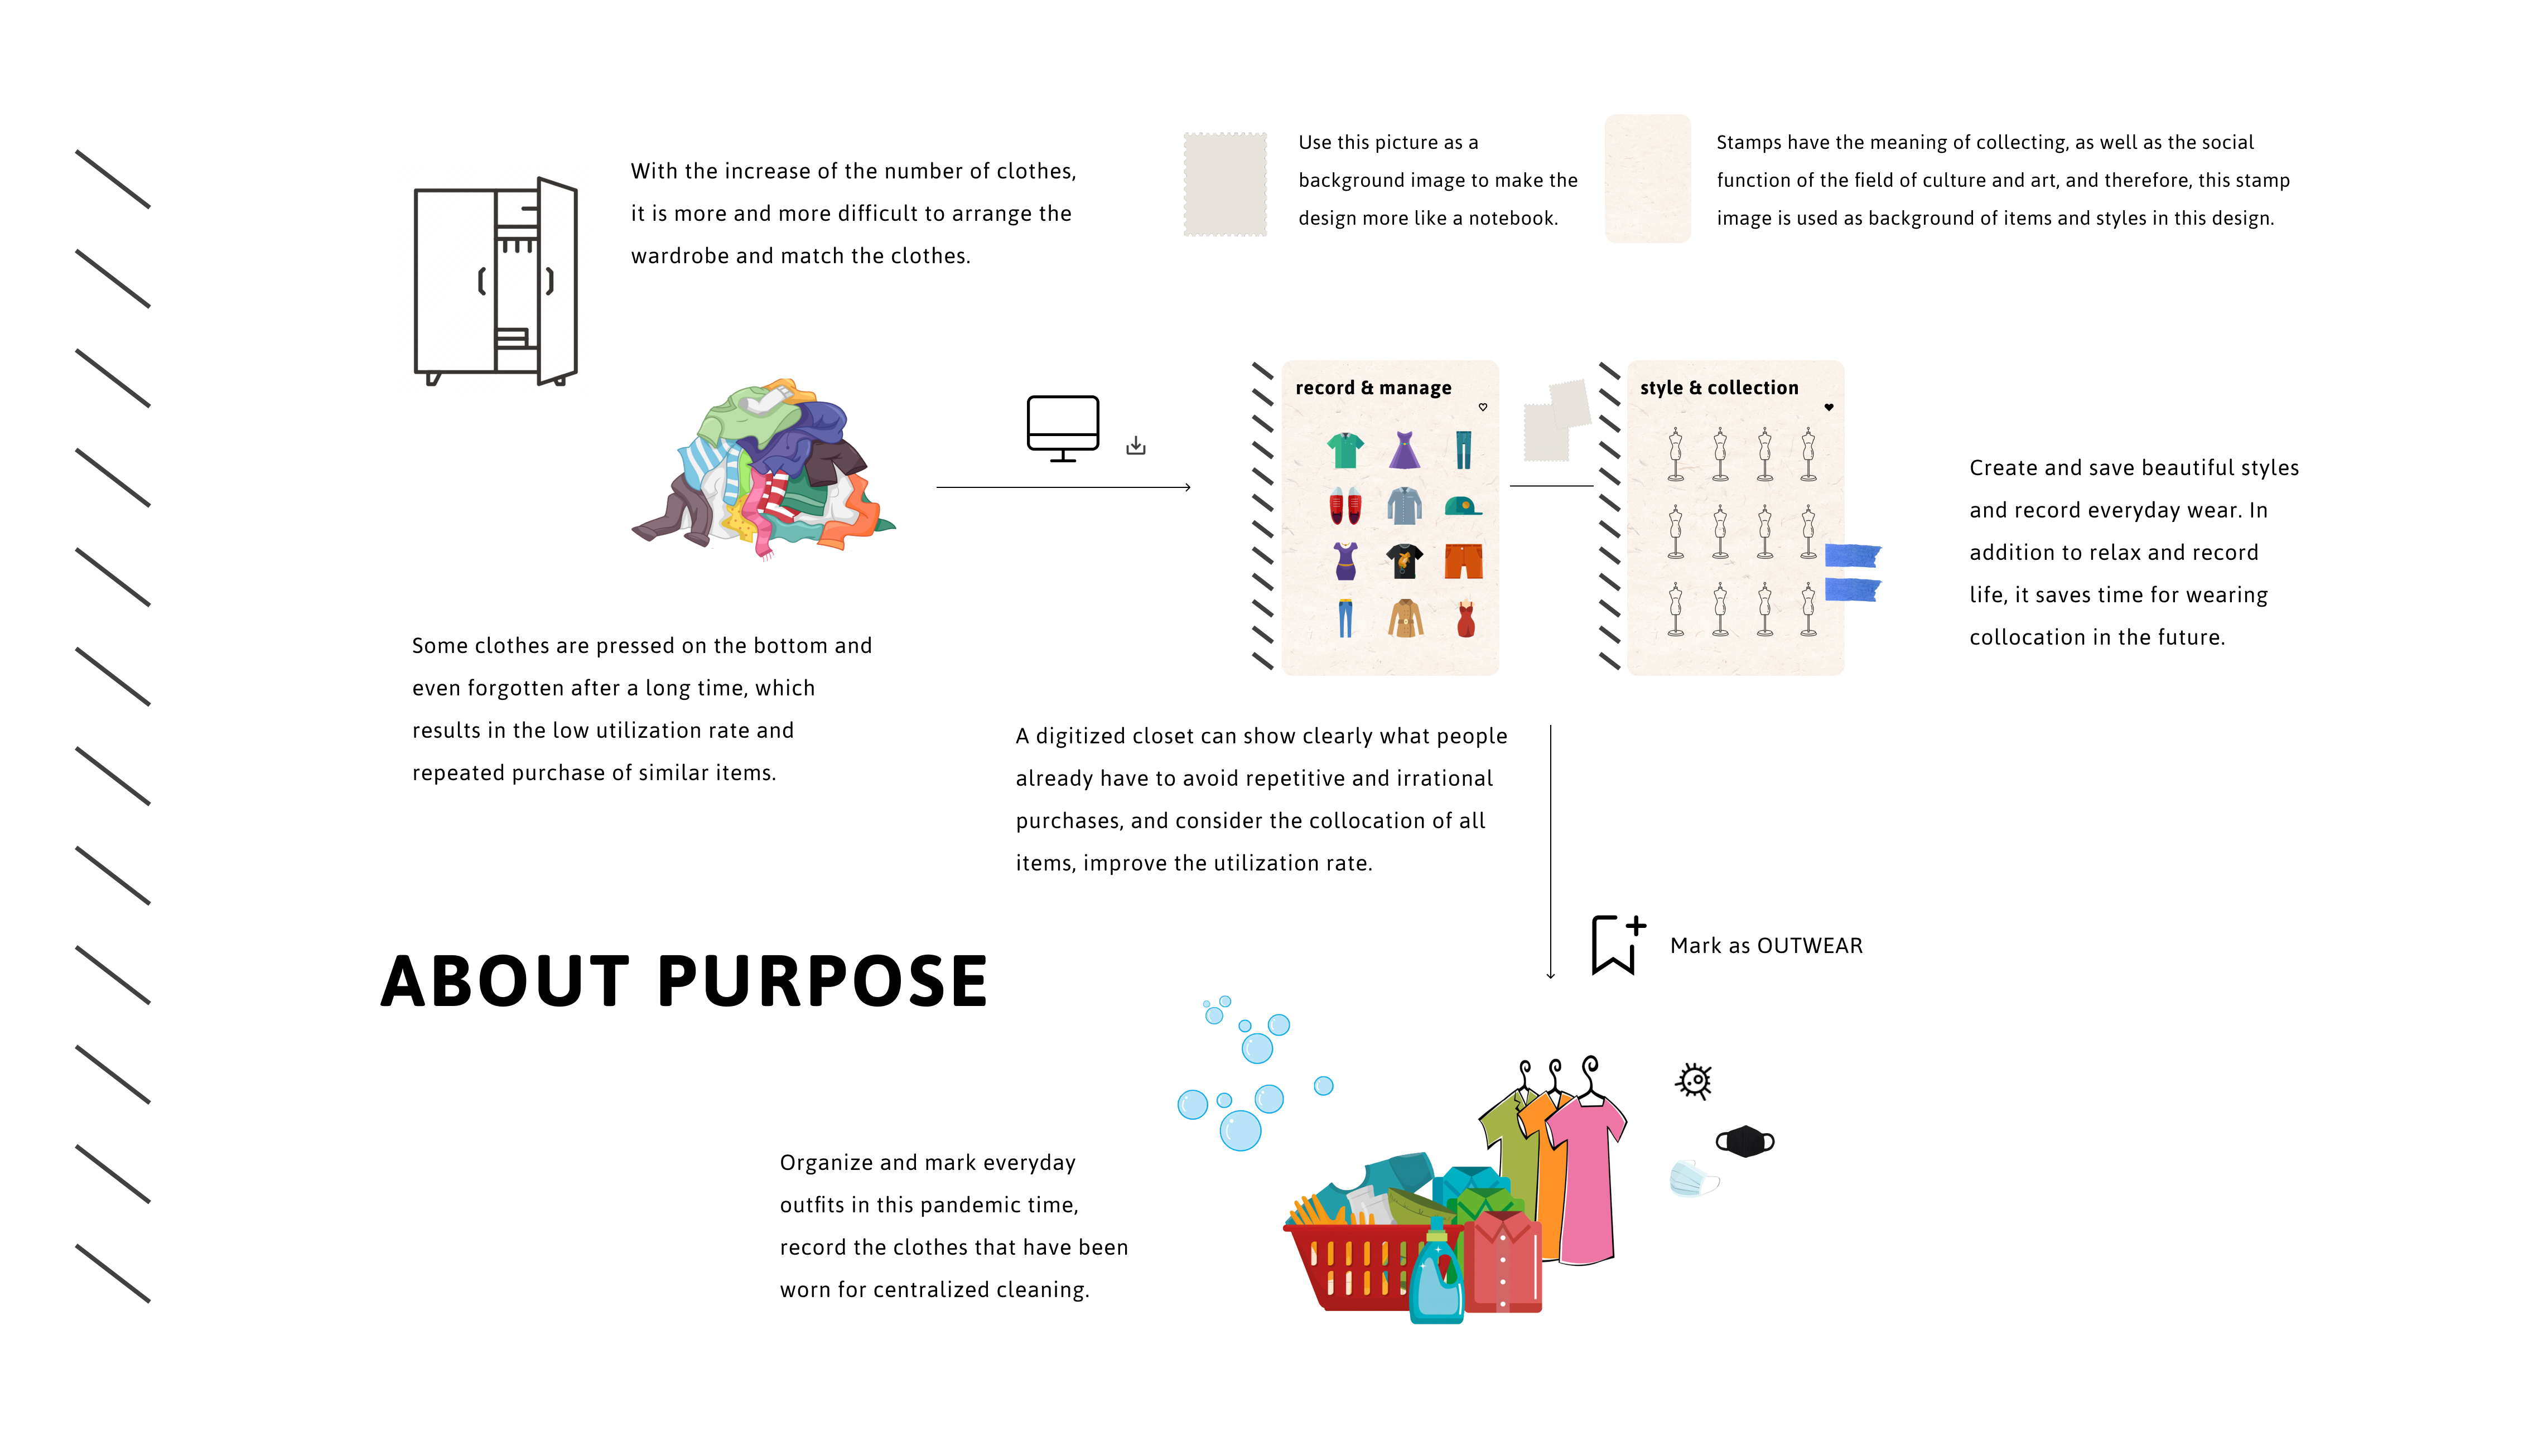 With the increase of the number of clothes,
it is more and more difficult to arrange the
wardrobe and match the clothes.
Use this picture as a
background image to make the
design more like a notebook.
Stamps have the meaning of collecting, as well as the social
function of the field of culture and art, and therefore, this stamp
image is used as background of items and styles in this design.
record & manage
style & collection
Create and save beautiful styles
and record everyday wear. In
addition to relax and record
life, it saves time for wearing
collocation in the future.
Some clothes are pressed on the bottom and
even forgotten after a long time, which
results in the low utilization rate and
repeated purchase of similar items.
A digitized closet can show clearly what people
already have to avoid repetitive and irrational
purchases, and consider the collocation of all
items, improve the utilization rate.
Mark as OUTWEAR
ABOUT PURPOSE
Organize and mark everyday
outfits in this pandemic time,
record the clothes that have been
worn for centralized cleaning.